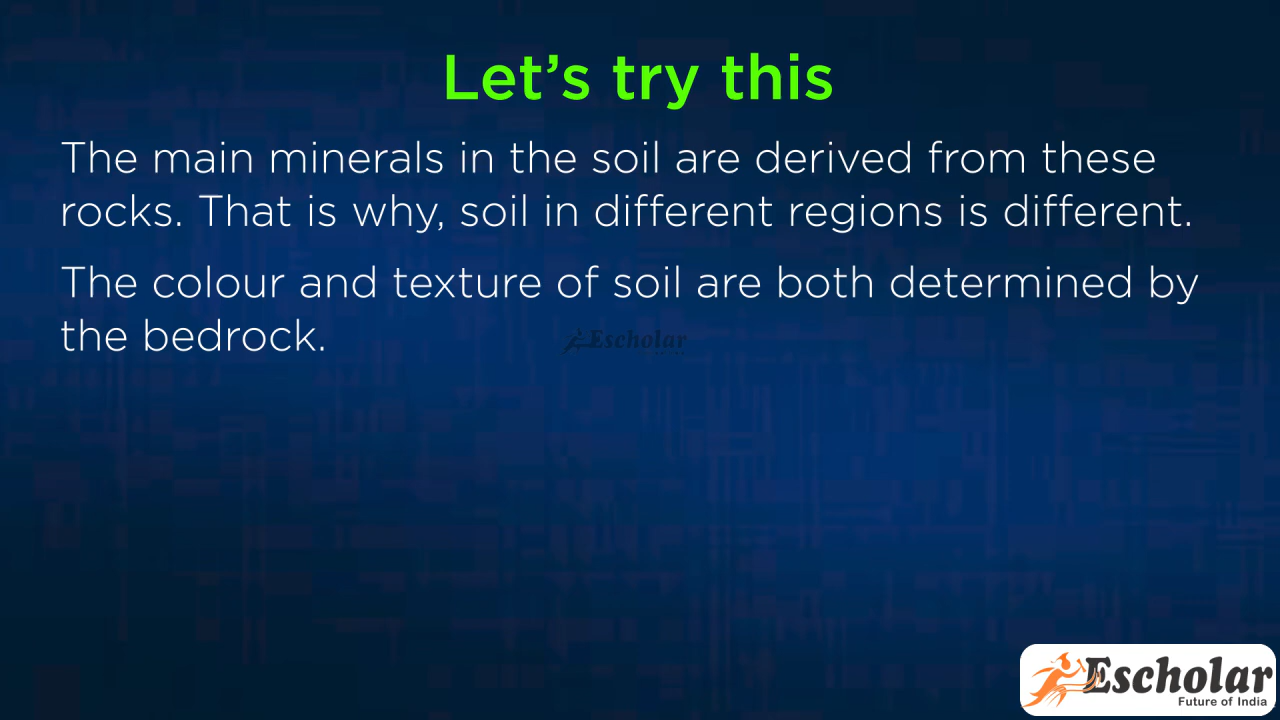 Let’s try this
The main minerals in the soil are derived from these
rocks. That is why, soil in different regions is different.
The colour and texture of soil are both determined by
the bedrock.
Escholar
Escholar
Future of India